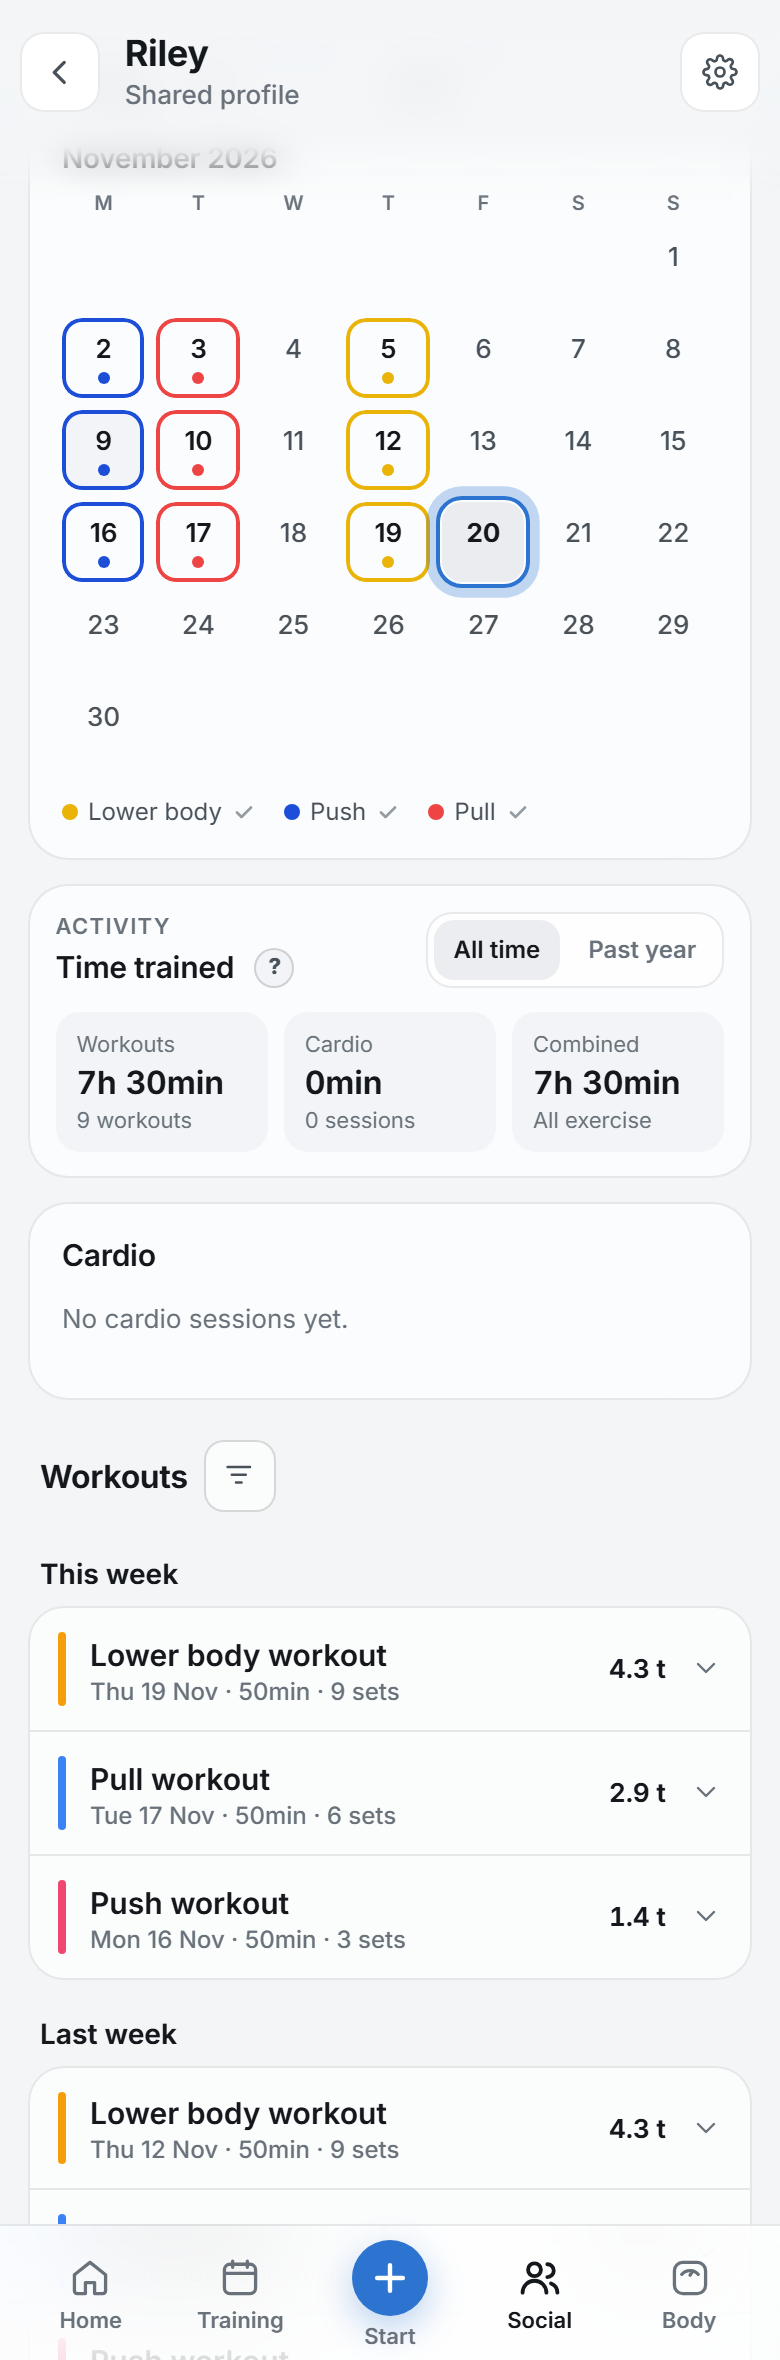 Riley
Shared profile
November 2026
M T W T F S S
1
2 3 4 5 6 7 8
9 10 11 12 13 14 15
16 17 18 19 20 21 22
23 24 25 26 27 28 29
30
Lower body Push Pull
ACTIVITY
Time trained ?
All time Past year
Workouts Cardio Combined
7h 30min 0min 7h 30min
9 workouts 0 sessions All exercise
Cardio
No cardio sessions yet.
Workouts
This week
Lower body workout
Thu 19 Nov · 50min · 9 sets
4.3 t
Pull workout
Tue 17 Nov · 50min · 6 sets
2.9 t
Push workout
Mon 16 Nov · 50min · 3 sets
1.4 t
Last week
Lower body workout
Thu 12 Nov · 50min · 9 sets
4.3 t
Home Training Start Social Body
Push workout